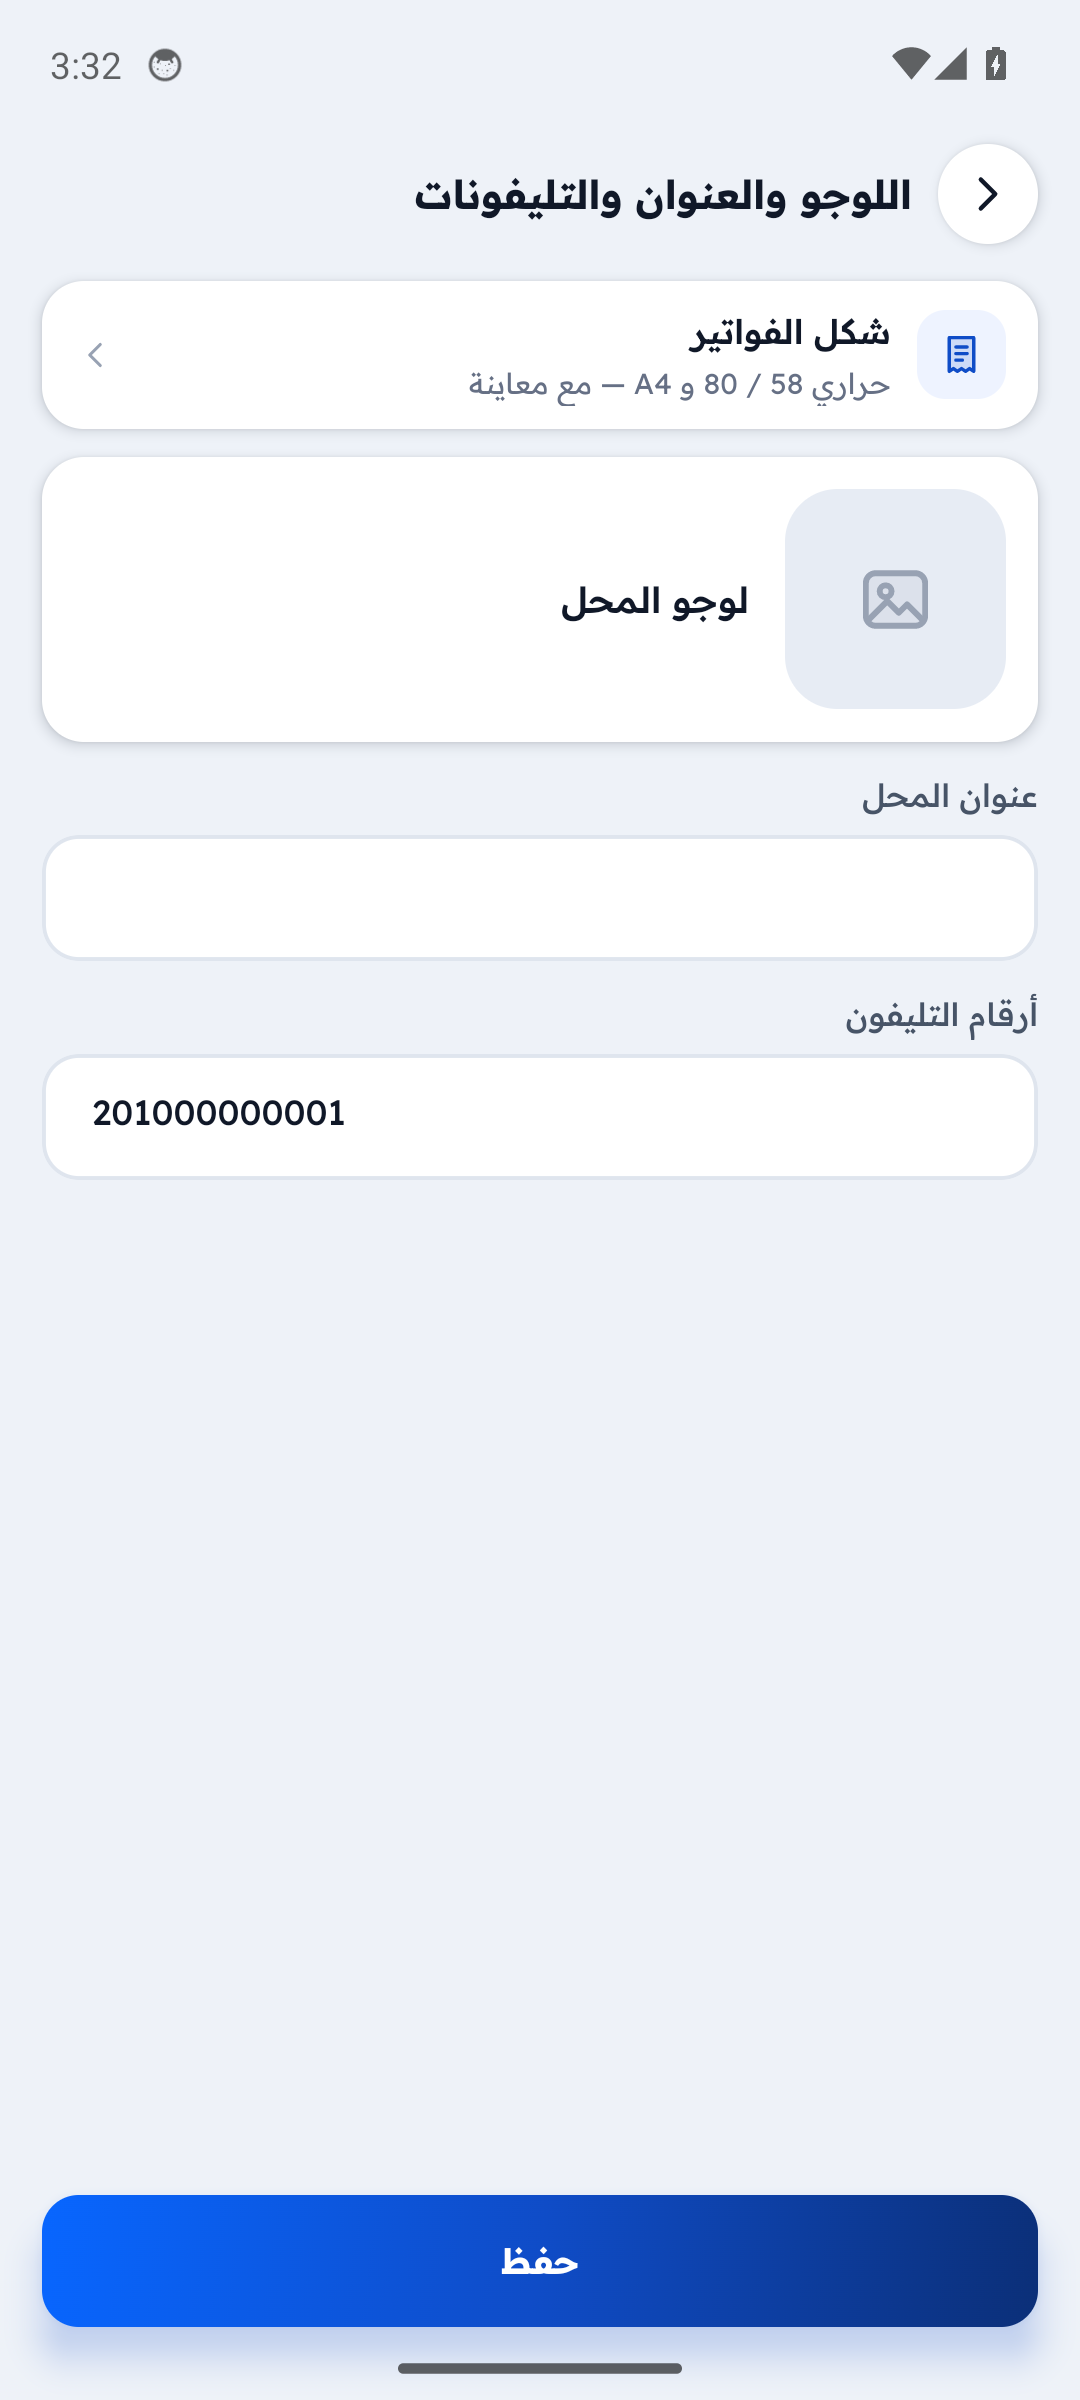 3:32
اللوجو والعنوان والتليفونات
شكل الفواتير
حراري 58 / 80 و A4 — مع معاينة
لوجو المحل
عنوان المحل
أرقام التليفون
201000000001
حفظ